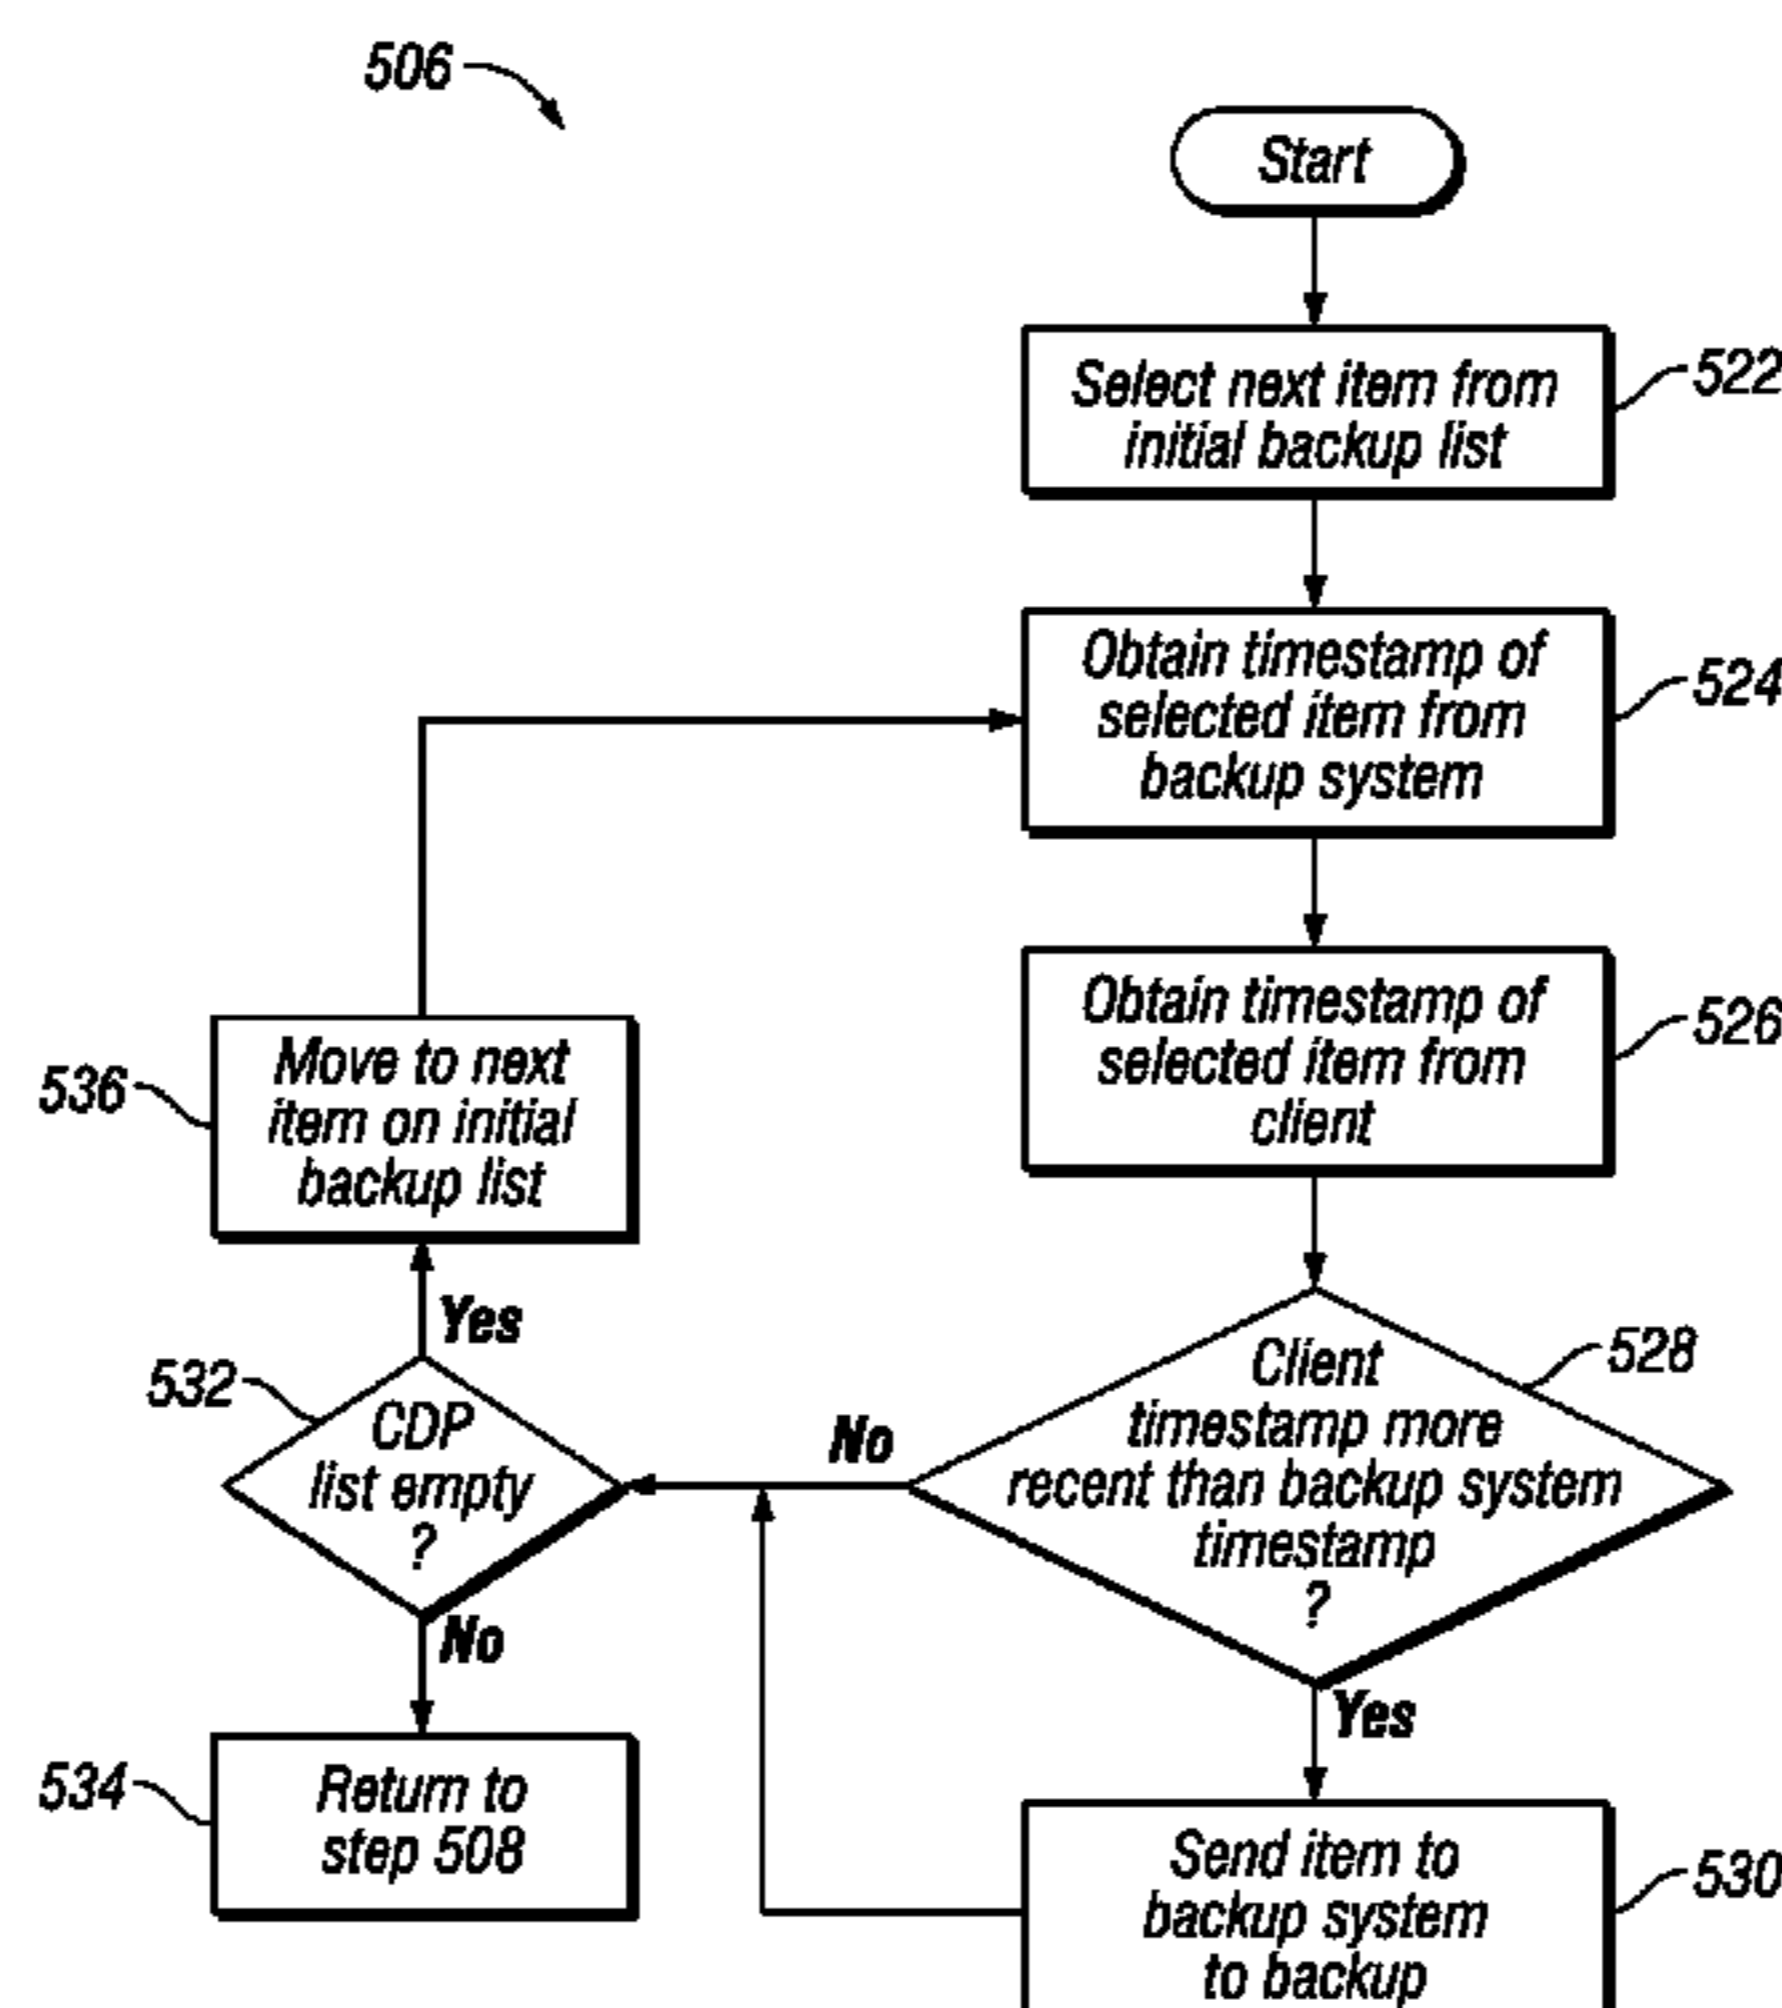 506
Start
Select next item from
initial backup list
522
Obtain timestamp of
selected item from
backup system
524
Obtain timestamp of
selected item from
client
526
Move to next
item on initial
backup list
536
Yes
532
CDP
list empty
?
No
Client
timestamp more
recent than backup system
timestamp
?
528
No
Yes
Return to
step 508
534
Send item to
backup system
to backup
530